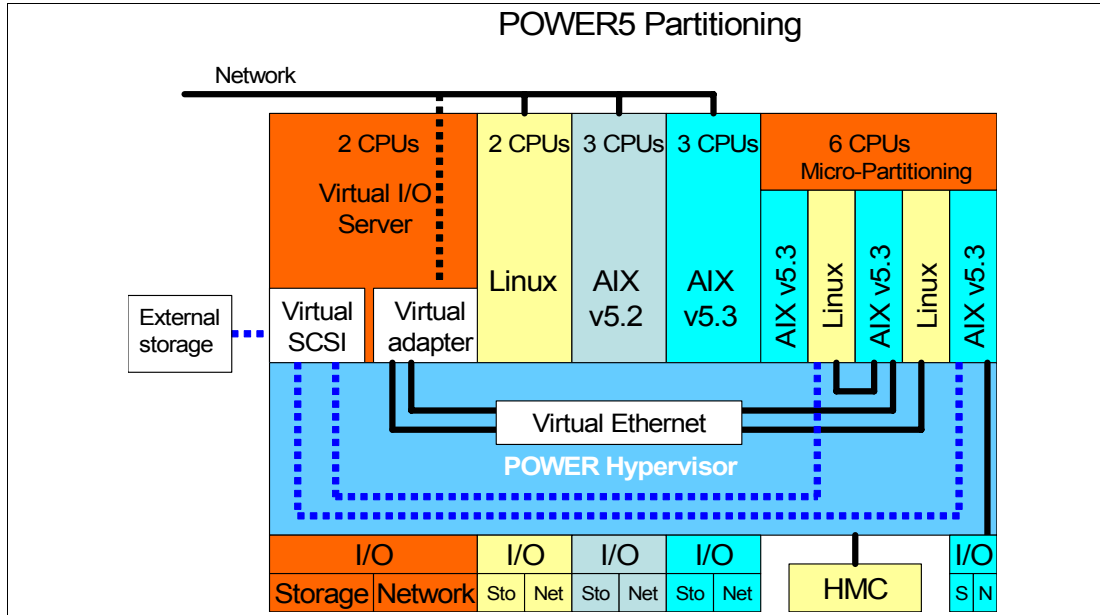 POWER5 Partitioning
Network
2 CPUs
Virtual I/O
Server
2 CPUs
Linux
3 CPUs
AIX
v5.2
3 CPUs
AIX
v5.3
6 CPUs
Micro-Partitioning
AIX v5.3
Linux
AIX v5.3
Linux
AIX v5.3
External
storage
Virtual
SCSI
Virtual
adapter
Virtual Ethernet
POWER Hypervisor
I/O
Storage
Network
I/O
Sto
Net
I/O
Sto
Net
I/O
Sto
Net
HMC
I/O
S
N